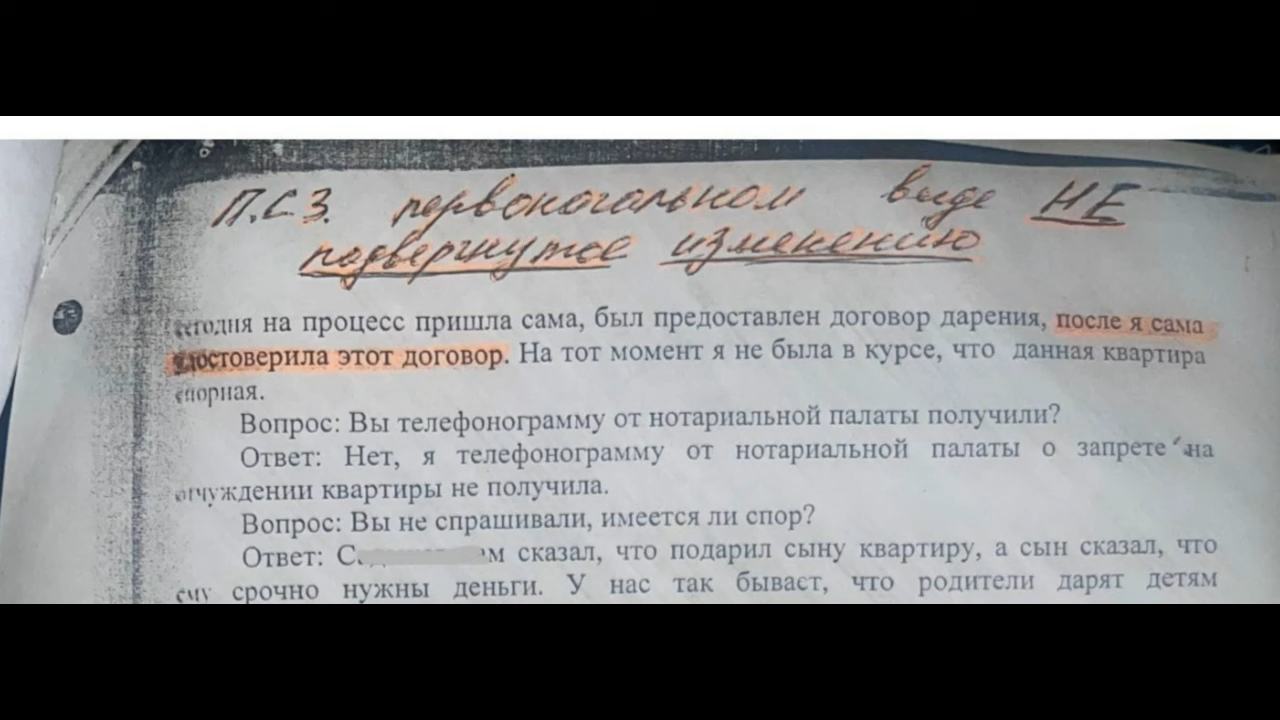 П.С.З. первоначальном виде НЕ
подвергнутое изменению
сегодня на процесс пришла сама, был предоставлен договор дарения, после я сама
удостоверила этот договор. На тот момент я не была в курсе, что данная квартира
спорная.
Вопрос: Вы телефонограмму от нотариальной палаты получили?
Ответ: Нет, я телефонограмму от нотариальной палаты о запрете на
отчуждении квартиры не получила.
Вопрос: Вы не спрашивали, имеется ли спор?
Ответ: сказал, что подарил сыну квартиру, а сын сказал, что
ему срочно нужны деньги. У нас так бывает, что родители дарят детям